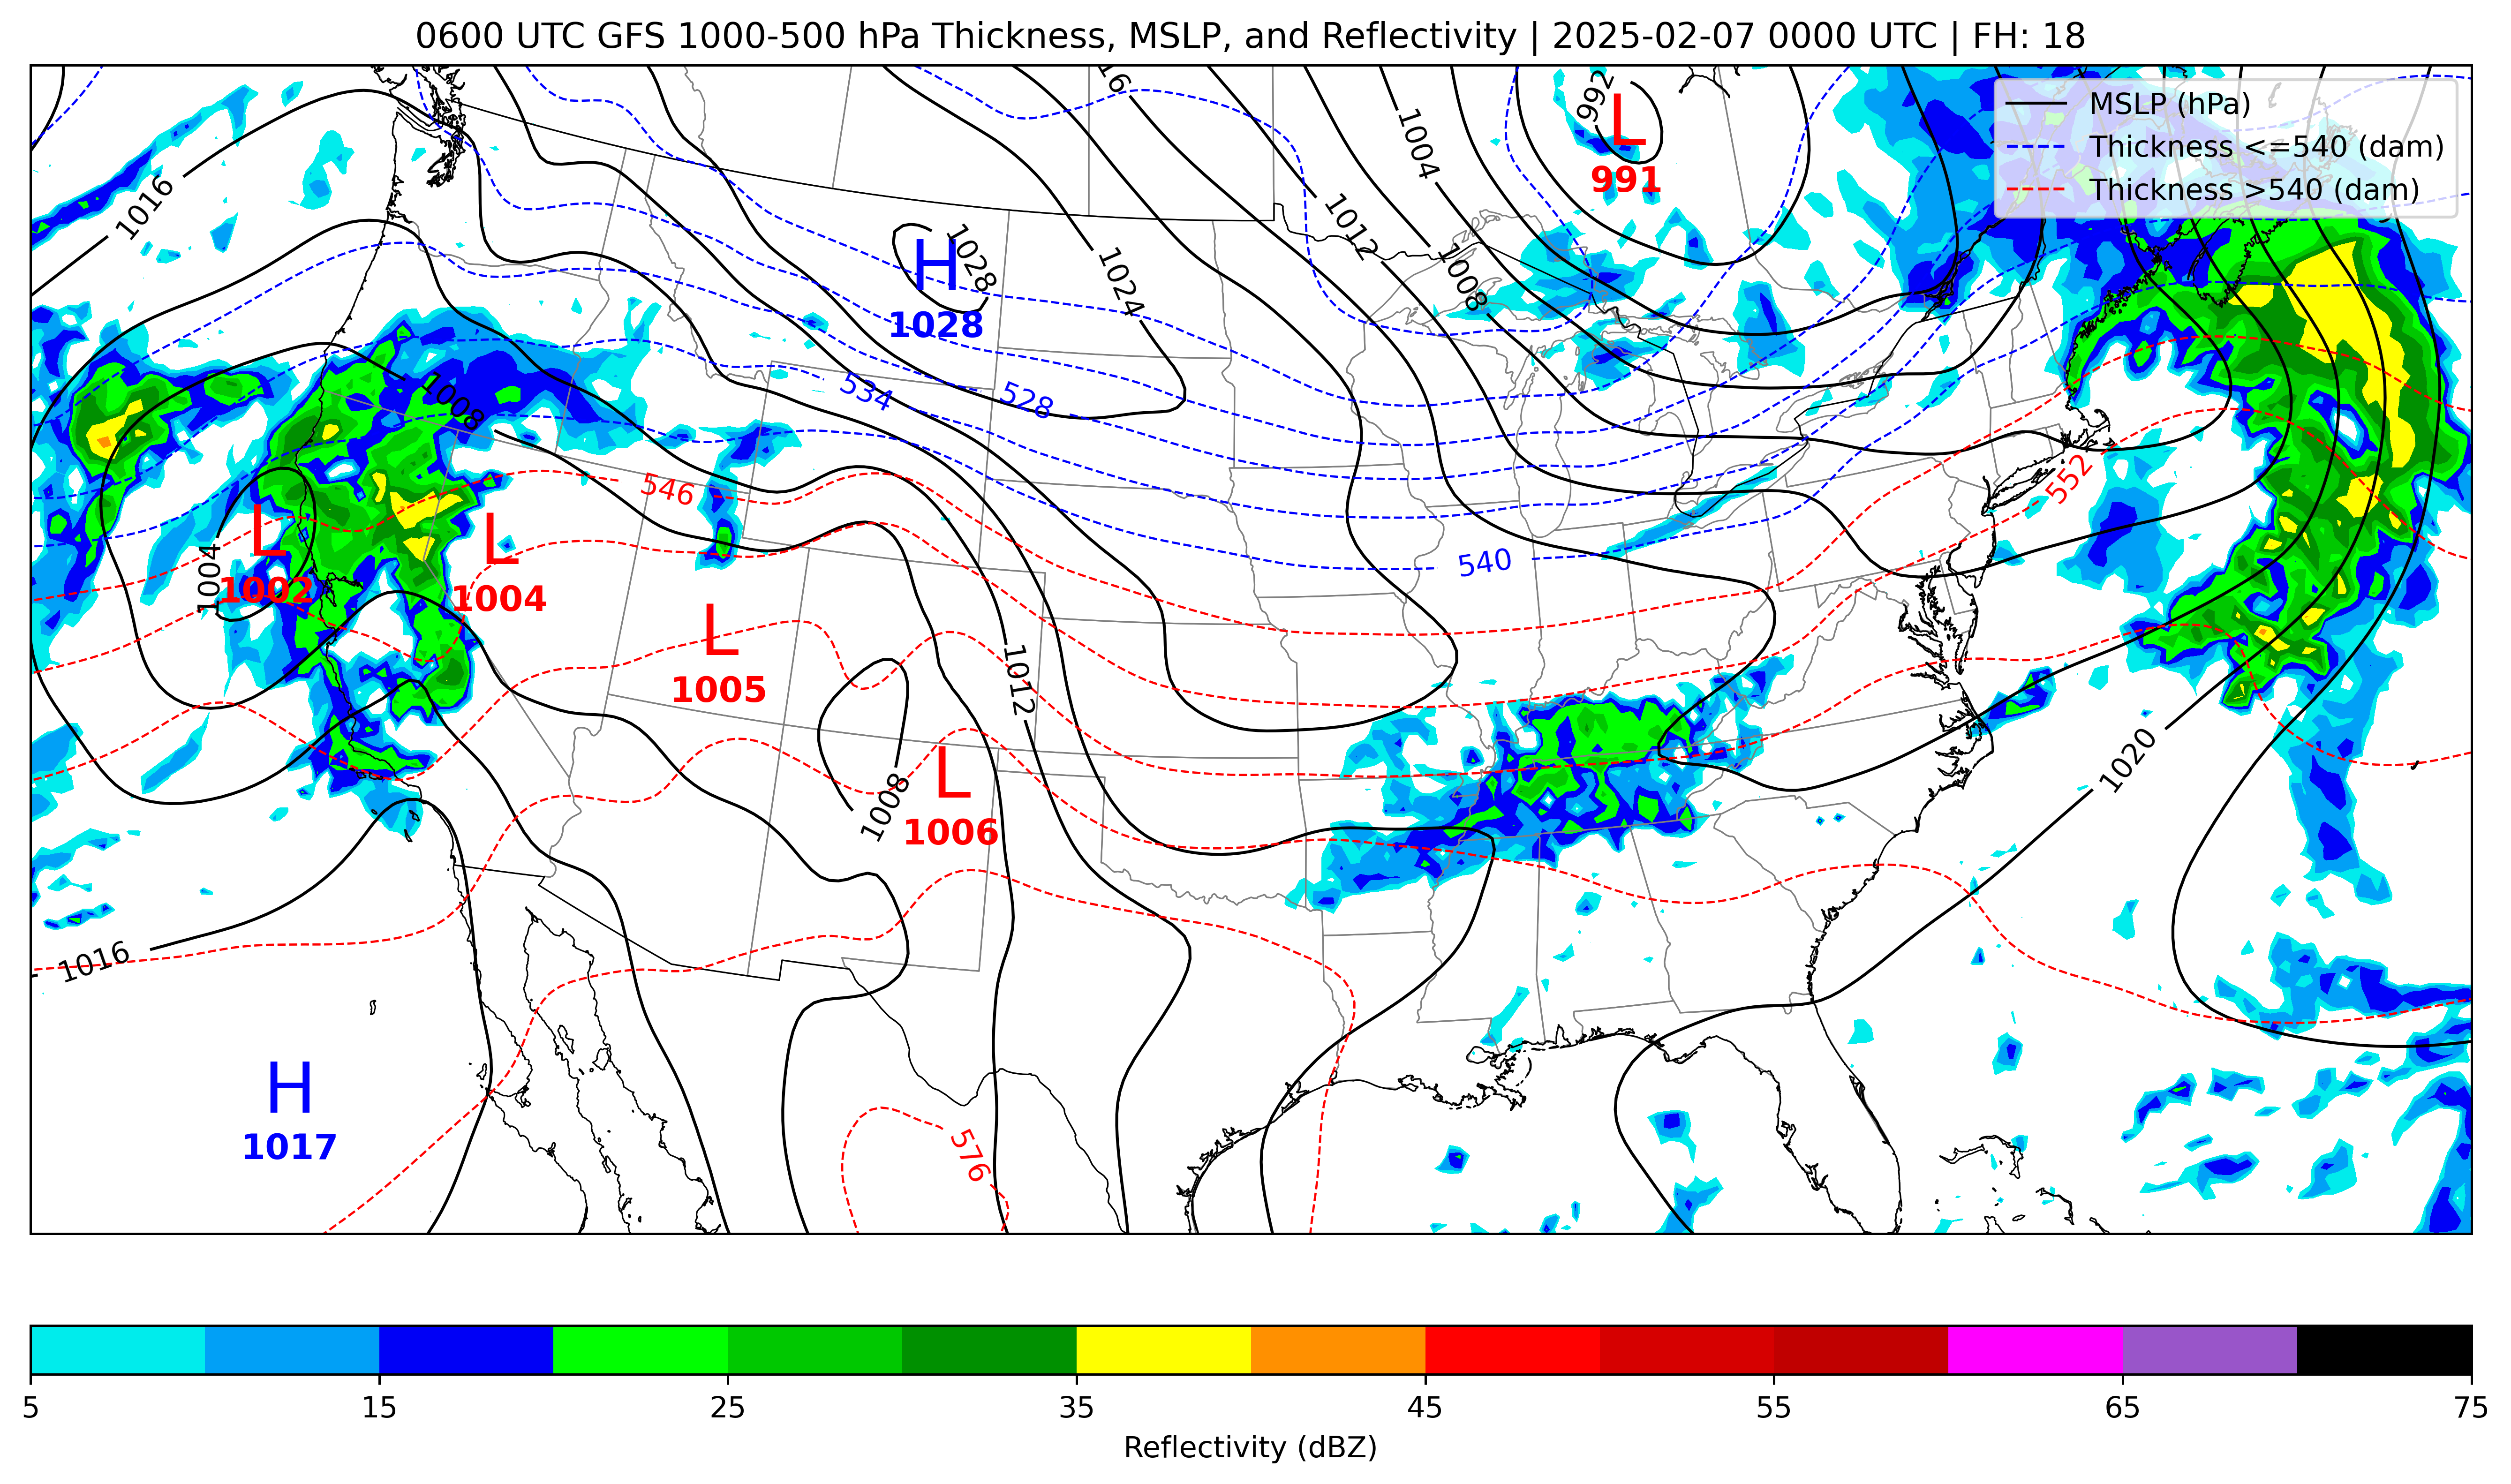 0600 UTC GFS 1000-500 hPa Thickness, MSLP, and Reflectivity | 2025-02-07 0000 UTC | FH: 18
MSLP (hPa)
Thickness <=540 (dam)
Thickness >540 (dam)
16
992
L
991
1004
1016
1012
1028
H
1028
1024
1008
534
528
1008
546
552
L
1002
1004
L
1004
540
L
1005
1012
1020
L
1006
1008
1016
H
1017
576
5 15 25 35 45 55 65 75
Reflectivity (dBZ)